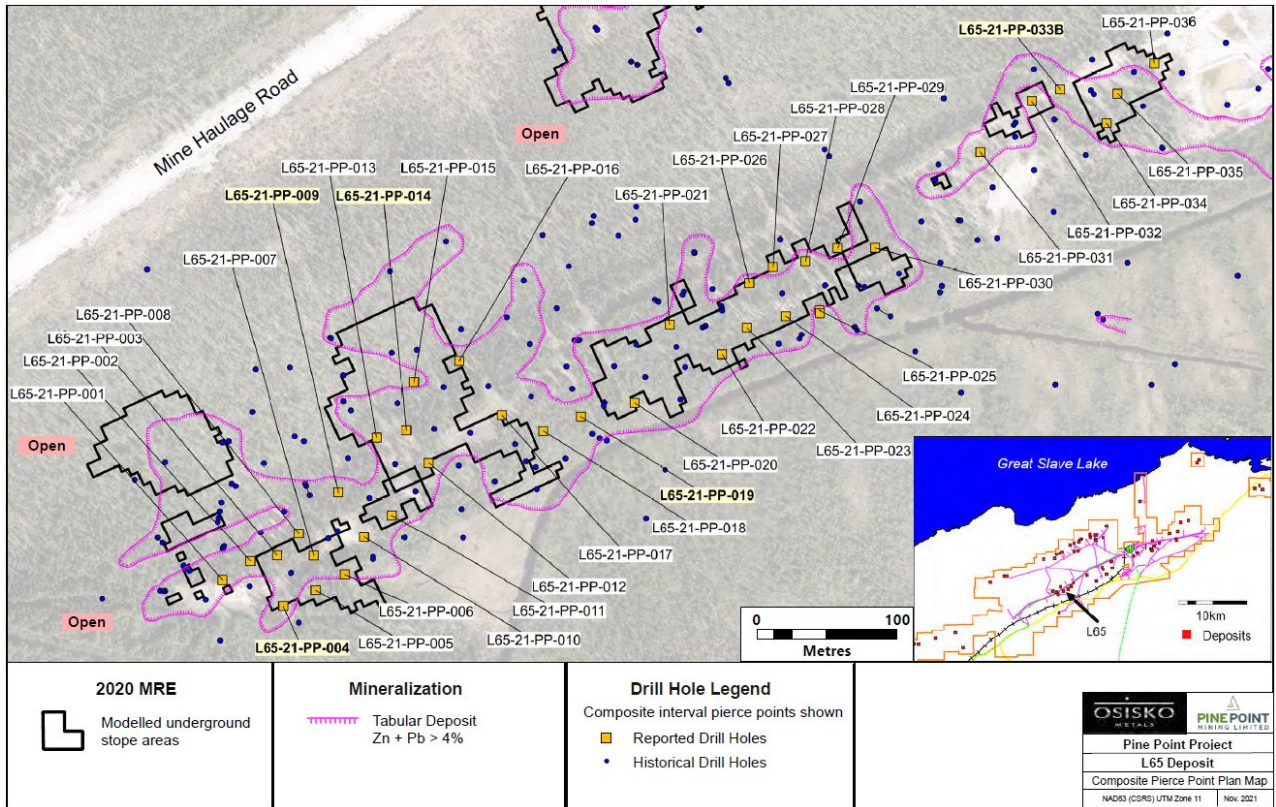 L65-21-PP-033B
L65-21-PP-036
L65-21-PP-029
L65-21-PP-028
Mine Haulage Road
Open
L65-21-PP-027
L65-21-PP-013
L65-21-PP-015
L65-21-PP-026
L65-21-PP-016
L65-21-PP-035
L65-21-PP-009
L65-21-PP-014
L65-21-PP-021
L65-21-PP-034
L65-21-PP-032
L65-21-PP-007
L65-21-PP-031
L65-21-PP-030
L65-21-PP-008
L65-21-PP-003
L65-21-PP-002
L65-21-PP-001
L65-21-PP-025
L65-21-PP-024
L65-21-PP-022
L65-21-PP-023
Open
L65-21-PP-020
L65-21-PP-019
L65-21-PP-018
L65-21-PP-017
L65-21-PP-012
L65-21-PP-006
L65-21-PP-011
L65-21-PP-010
L65-21-PP-005
L65-21-PP-004
Open
0 100
Metres
Great Slave Lake
10km
L65
Deposits
2020 MRE
Modelled underground
stope areas
Mineralization
Tabular Deposit
Zn + Pb > 4%
Drill Hole Legend
Composite interval pierce points shown
Reported Drill Holes
Historical Drill Holes
OSISKO
METALS
PINE POINT
MINING LIMITED
Pine Point Project
L65 Deposit
Composite Pierce Point Plan Map
NAD83 (CSRS) UTM Zone 11
Nov. 2021